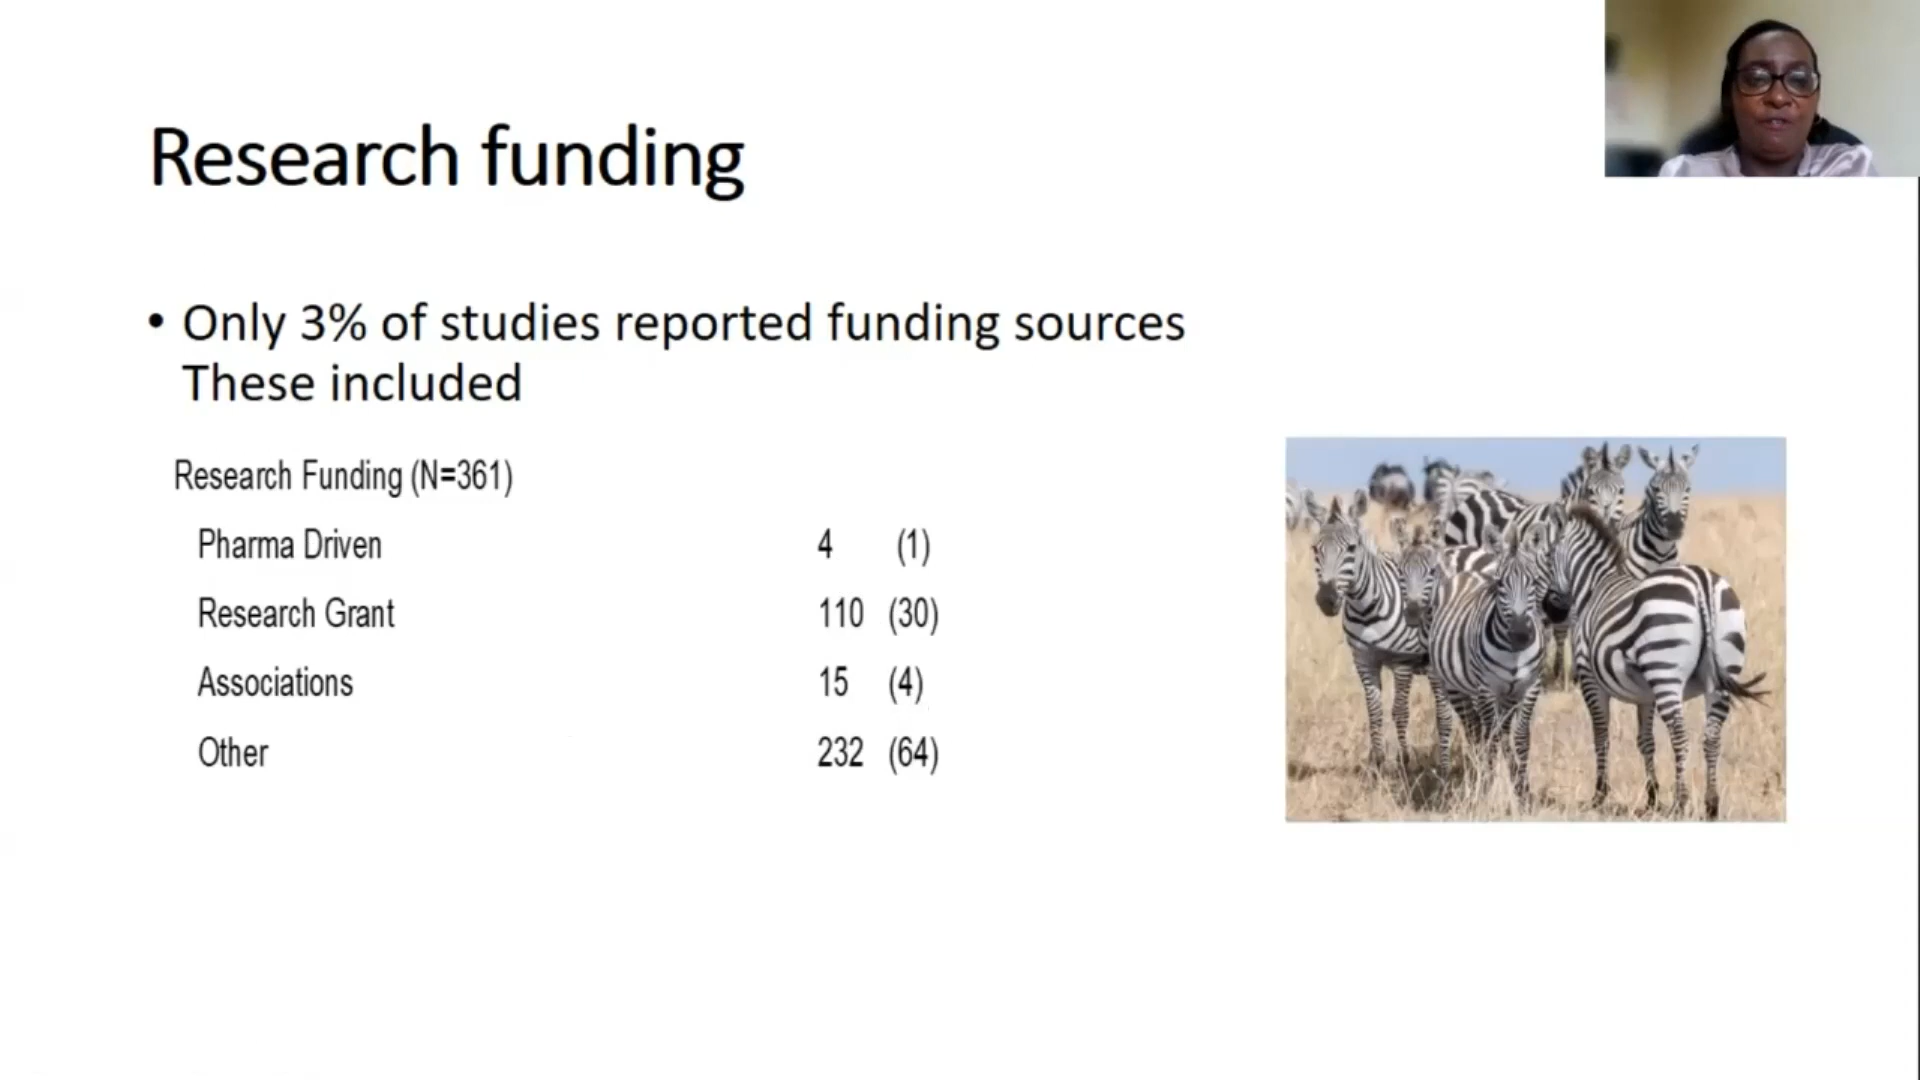 Research funding
• Only 3% of studies reported funding sources
These included
Research Funding (N=361)
Pharma Driven 4 (1)
Research Grant 110 (30)
Associations 15 (4)
Other 232 (64)